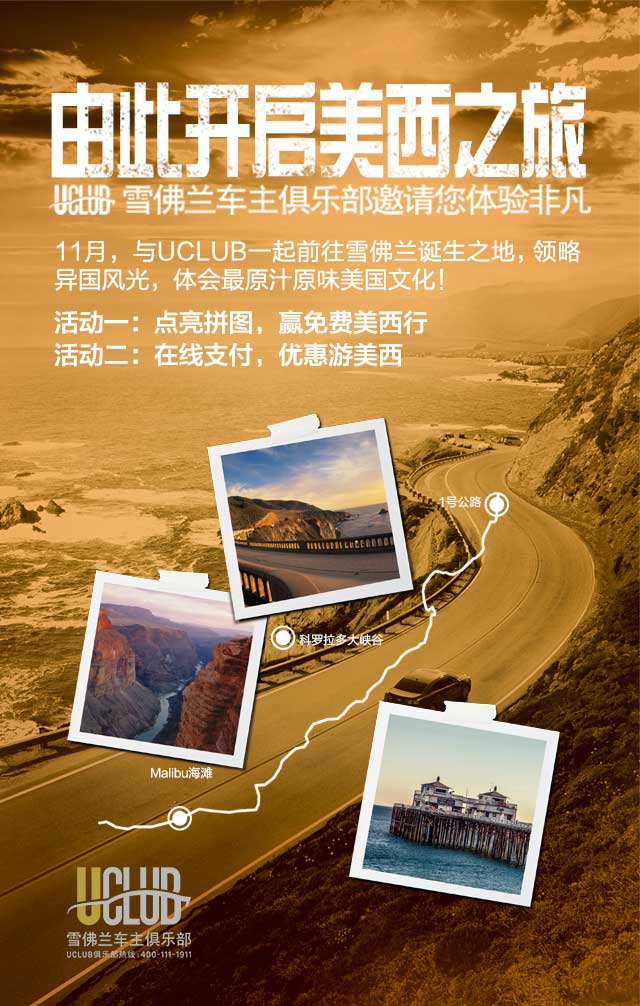 由此开启美西之旅
UCLUB 雪佛兰车主俱乐部邀请您体验非凡
11月，与UCLUB一起前往雪佛兰诞生之地，领略
异国风光，体会最原汁原味美国文化！
活动一：点亮拼图，赢免费美西行
活动二：在线支付，优惠游美西
1号公路
科罗拉多大峡谷
Malibu海滩
UCLUB
雪佛兰车主俱乐部
UCLUB俱乐部热线：400-111-1911